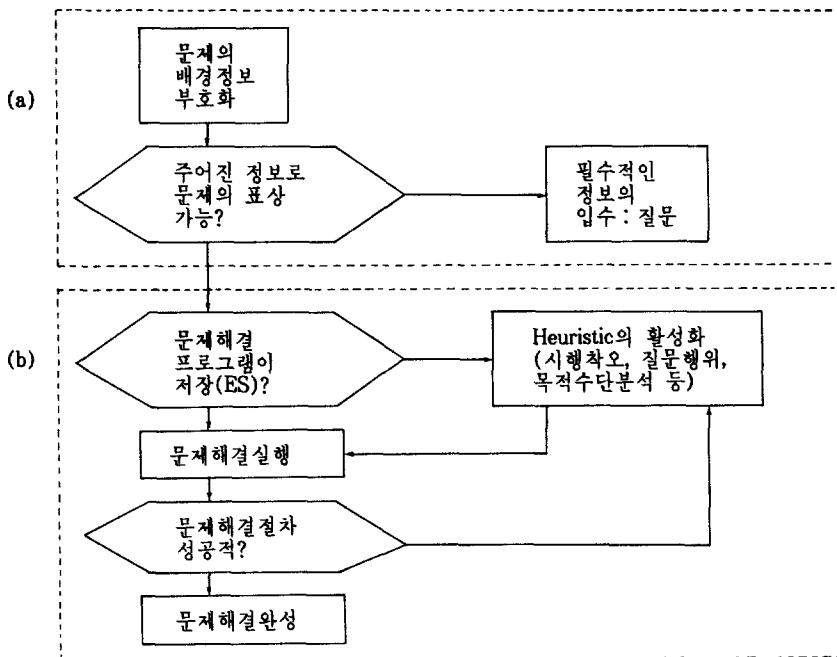 (a)
문제의
배경정보
부호화
주어진 정보로
문제의 표상
가능?
필수적인
정보의
입수 : 질문
(b)
문제해결
프로그램이
저장(ES)?
Heuristic의 활성화
(시행착오, 질문행위,
목적수단분석 등)
문제해결실행
문제해결절차
성공적?
문제해결완성